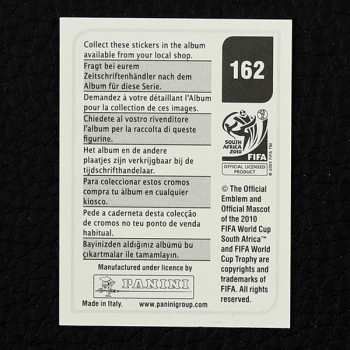 Collect these stickers in the album
available from your local shop.
Fragt bei eurem
Zeitschriftenhändler nach dem
Album für diese Serie.
Demandez à votre détaillant l'Album
pour la collection de ces images.
Chiedete al vostro rivenditore
l'album per la raccolta di queste
figurine.
Het album en de andere
plaatjes zijn verkrijgbaar bij de
tijdschrifthandelaar.
Para coleccionar estos cromos
compra tu álbum en cualquier
kiosco.
Pede a caderneta desta colecção
de cromos no teu ponto de venda
habitual.
Bayinizden aldığınız albümü bu
çıkartmalar ile tamamlayın.
Manufactured under licence by
PANINI
Made in Italy. www.paninigroup.com
162
SOUTH AFRICA
2010
FIFA
OFFICIAL LICENSED
PRODUCT
© The Official
Emblem and
Official Mascot
of the 2010
FIFA World Cup
South Africa™
and FIFA World
Cup Trophy are
copyrights and
trademarks of
FIFA. All rights
reserved.